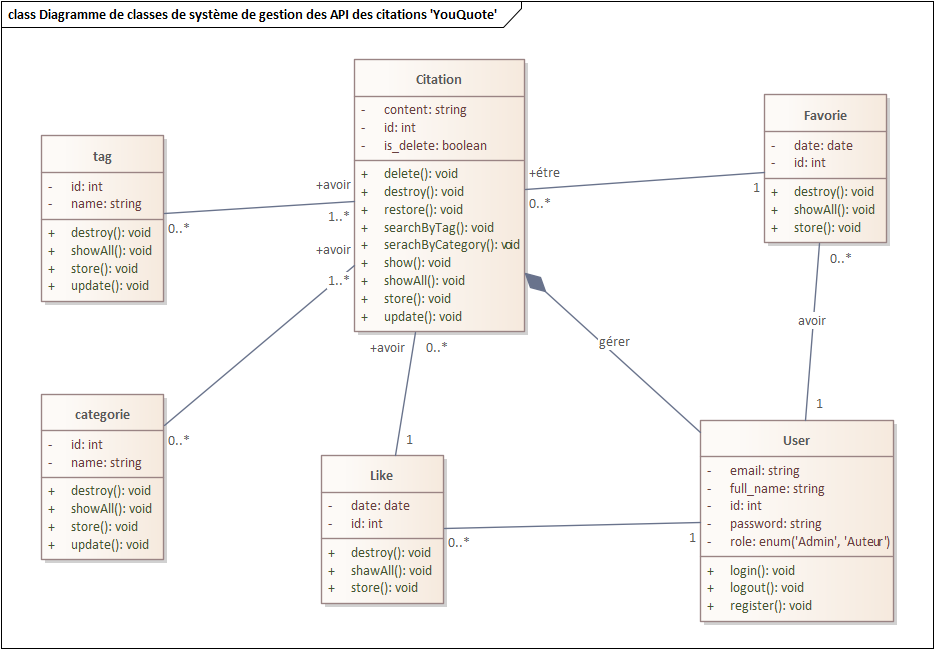 class Diagramme de classes de système de gestion des API des citations 'YouQuote'
Citation
- content: string
- id: int
- is_delete: boolean
+ delete(): void
+ destroy(): void
+ restore(): void
+ searchByTag(): void
+ serachByCategory(): void
+ show(): void
+ showAll(): void
+ store(): void
+ update(): void
Favorie
- date: date
- id: int
+ destroy(): void
+ showAll(): void
+ store(): void
tag
- id: int
- name: string
+ destroy(): void
+ showAll(): void
+ store(): void
+ update(): void
+avoir
1..*
0..*
+avoir
1..*
0..*
+étre
0..*
1
0..*
avoir
1
gérer
+avoir
0..*
1
categorie
- id: int
- name: string
+ destroy(): void
+ showAll(): void
+ store(): void
+ update(): void
Like
- date: date
- id: int
+ destroy(): void
+ shawAll(): void
+ store(): void
0..*
1
User
- email: string
- full_name: string
- id: int
- password: string
- role: enum('Admin', 'Auteur')
+ login(): void
+ logout(): void
+ register(): void